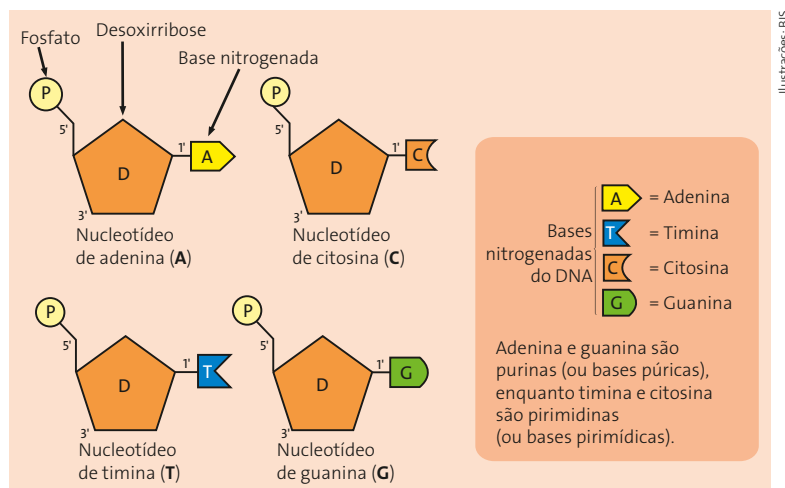 Fosfato
Desoxirribose
Base nitrogenada
P
5'
1'
D
A
3'
Nucleotídeo
de adenina (A)
P
5'
1'
D
C
3'
Nucleotídeo
de citosina (C)
P
5'
1'
D
T
3'
Nucleotídeo
de timina (T)
P
5'
1'
D
G
3'
Nucleotídeo
de guanina (G)
Bases
nitrogenadas
do DNA
A = Adenina
T = Timina
C = Citosina
G = Guanina
Adenina e guanina são
purinas (ou bases púricas),
enquanto timina e citosina
são pirimidinas
(ou bases pirimídicas).
Ilustrações: BIS